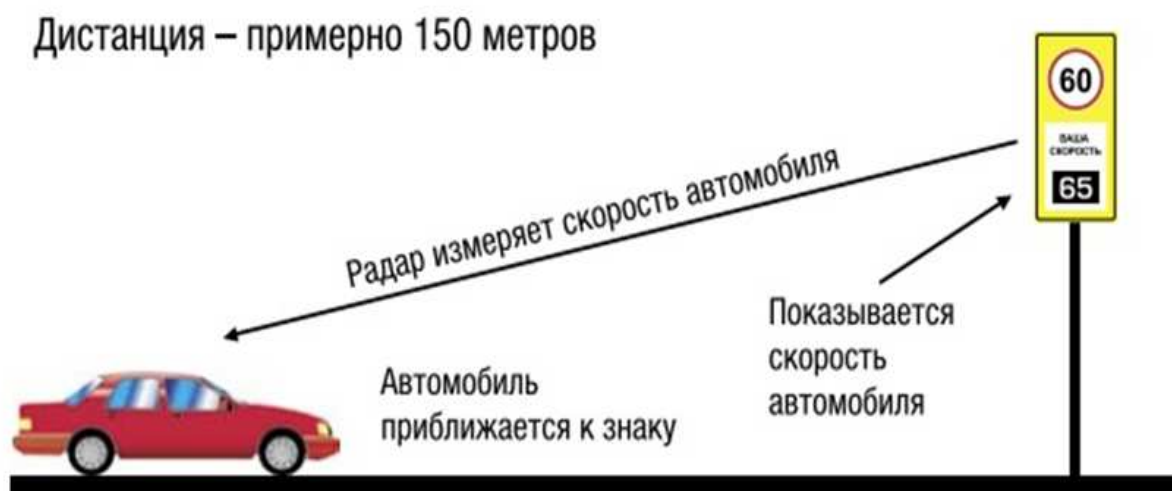 Дистанция – примерно 150 метров
60
ВАША
СКОРОСТЬ
65
Радар измеряет скорость автомобиля
Показывается
скорость
автомобиля
Автомобиль
приближается к знаку